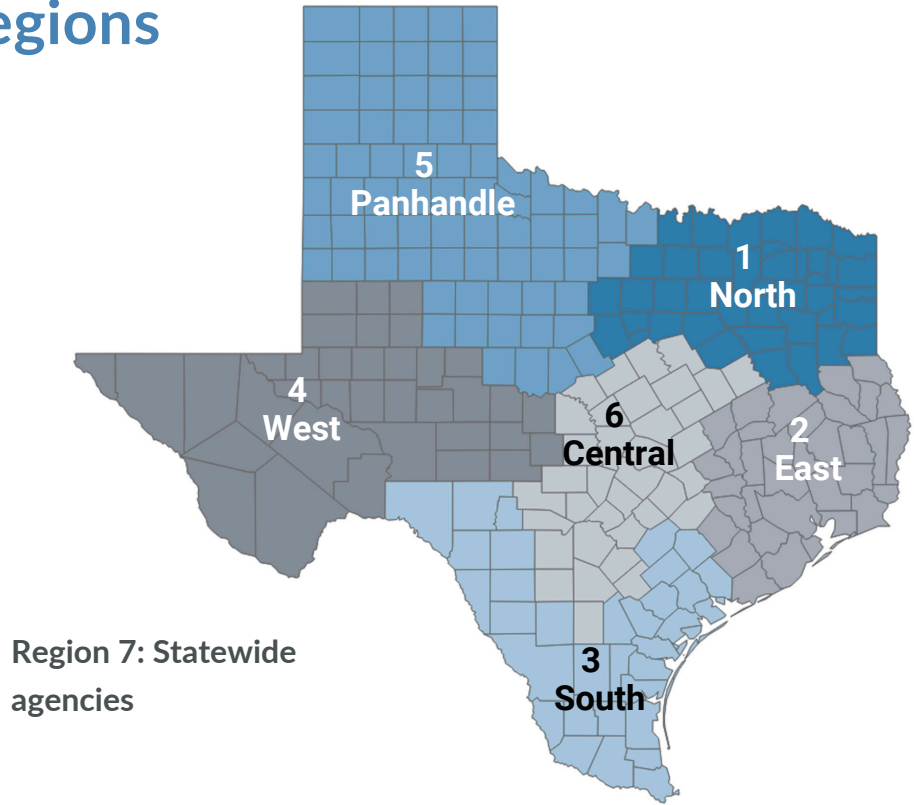 egions
5
Panhandle
1
North
4
West
6
Central
2
East
3
South
Region 7: Statewide
agencies